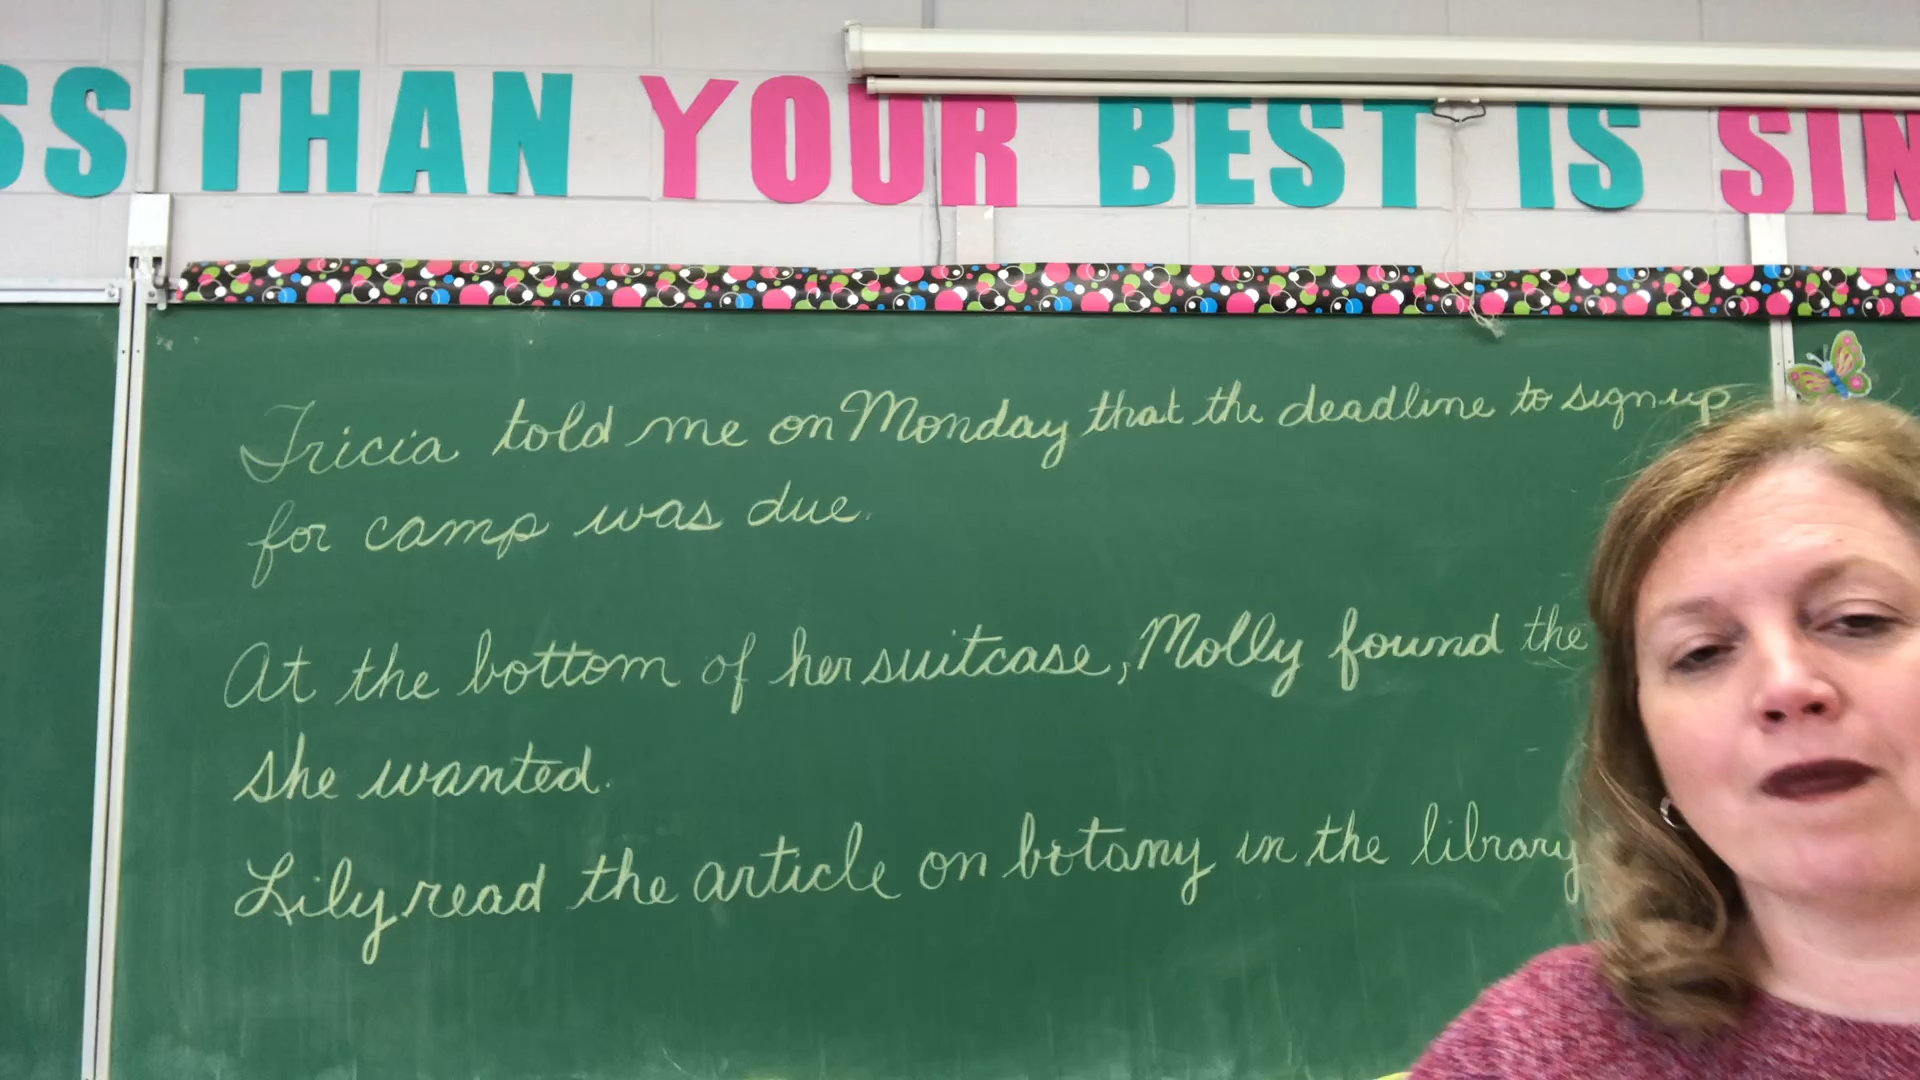 SS THAN YOUR BEST IS SIN
Tricia told me on Monday that the deadline to sign up
for camp was due.
At the bottom of her suitcase, Molly found the
she wanted.
Lily read the article on botany in the library